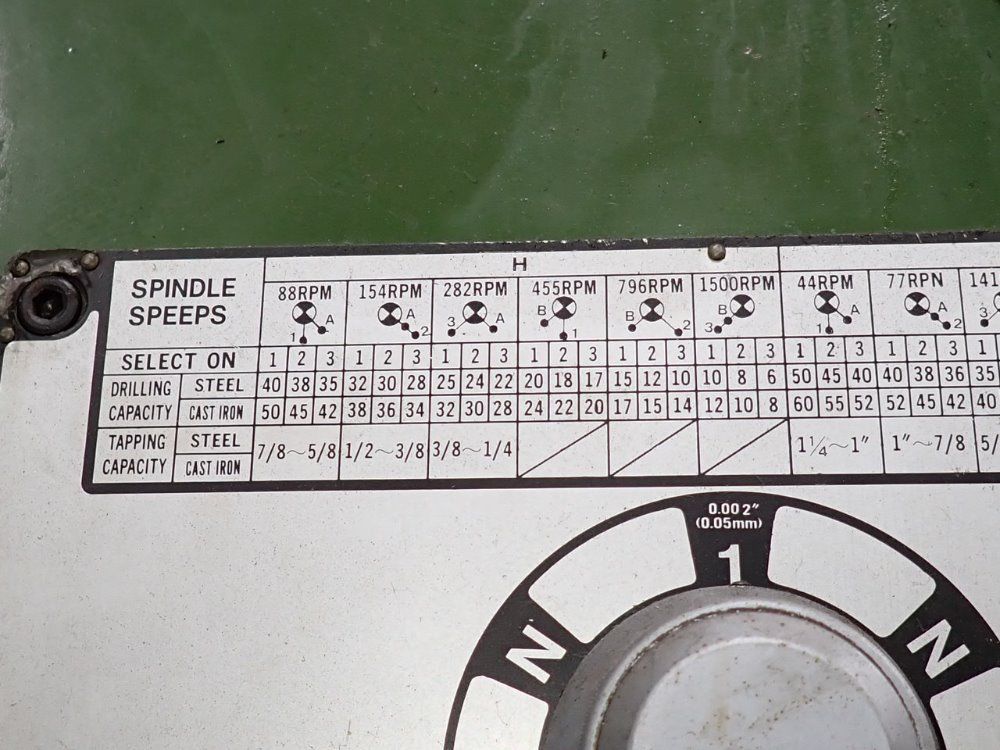 H
SPINDLE SPEEPS 88RPM 154RPM 282RPM 455RPM 796RPM 1500RPM 44RPM 77RPN 141
1 A A 2 3 A B 1 B 2 B 3 1 A A 2 3
SELECT ON 1 2 3 1 2 3 1 2 3 1 2 3 1 2 3 1 2 3 1 2 3 1 2 3 1
DRILLING CAPACITY STEEL 40 38 35 32 30 28 25 24 22 20 18 17 15 12 10 10 8 6 50 45 40 40 38 36 35
CAST IRON 50 45 42 38 36 34 32 30 28 24 22 20 17 15 14 12 10 8 60 55 52 52 45 42 40
TAPPING CAPACITY STEEL 7/8~5/8 1/2~3/8 3/8~1/4 1¼~1" 1"~7/8 5/
CAST IRON
0.002"
(0.05mm)
1
N N